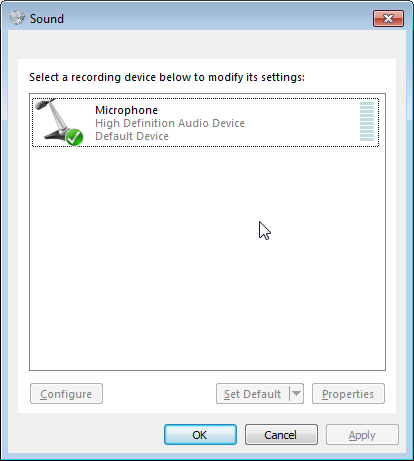 Sound
Select a recording device below to modify its settings:
Microphone
High Definition Audio Device
Default Device
Configure
Set Default
Properties
OK
Cancel
Apply